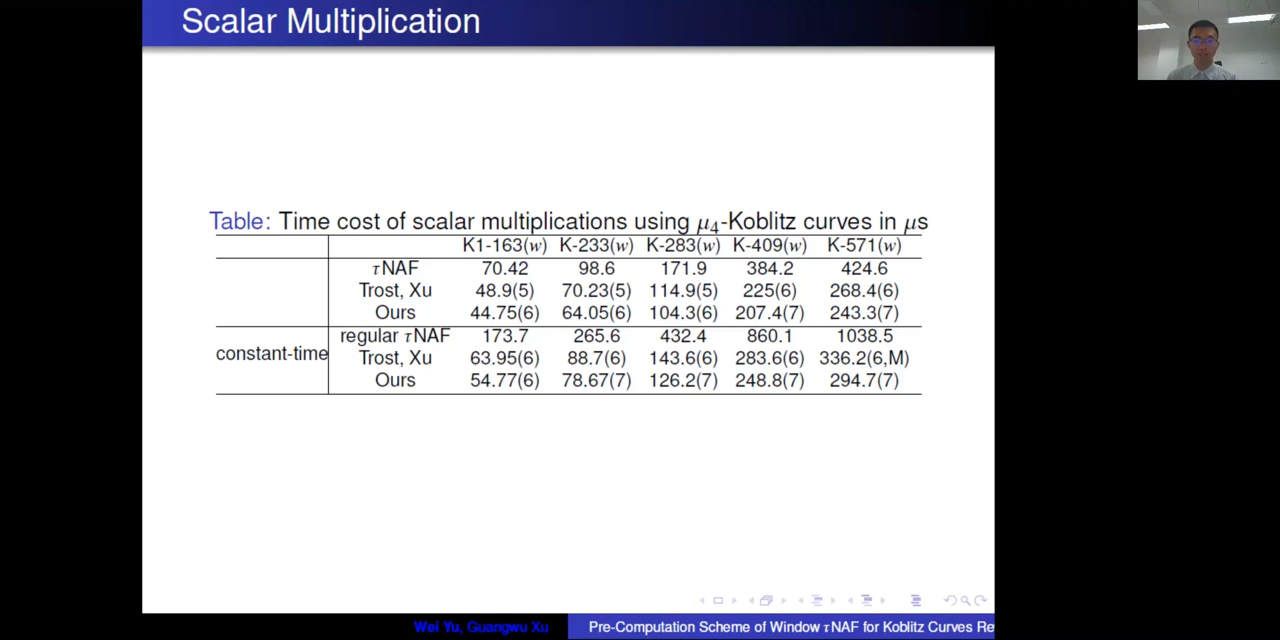 Scalar Multiplication
Table: Time cost of scalar multiplications using μ₄-Koblitz curves in μs
K1-163(w) K-233(w) K-283(w) K-409(w) K-571(w)
τNAF 70.42 98.6 171.9 384.2 424.6
Trost, Xu 48.9(5) 70.23(5) 114.9(5) 225(6) 268.4(6)
Ours 44.75(6) 64.05(6) 104.3(6) 207.4(7) 243.3(7)
regular τNAF 173.7 265.6 432.4 860.1 1038.5
constant-time Trost, Xu 63.95(6) 88.7(6) 143.6(6) 283.6(6) 336.2(6,M)
Ours 54.77(6) 78.67(7) 126.2(7) 248.8(7) 294.7(7)
Wei Yu, Guangwu Xu Pre-Computation Scheme of Window τNAF for Koblitz Curves Re